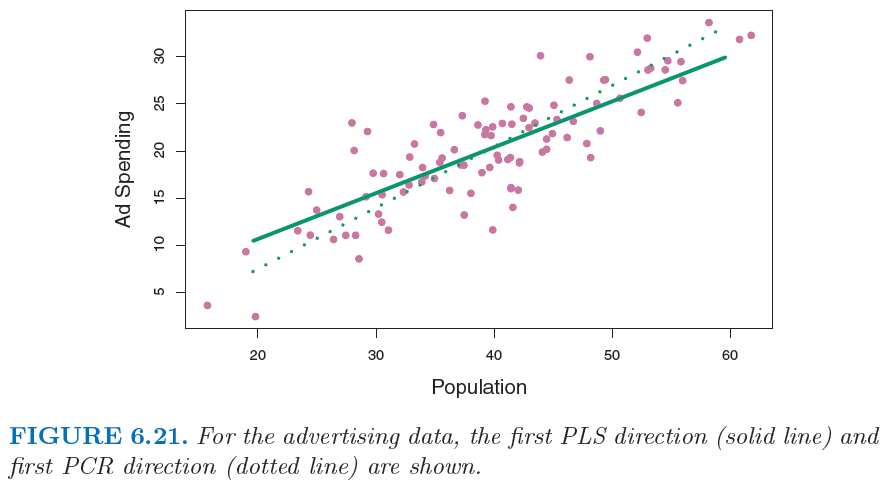 30
25
20
15
10
5
Ad Spending
20 30 40 50 60
Population
FIGURE 6.21. For the advertising data, the first PLS direction (solid line) and
first PCR direction (dotted line) are shown.